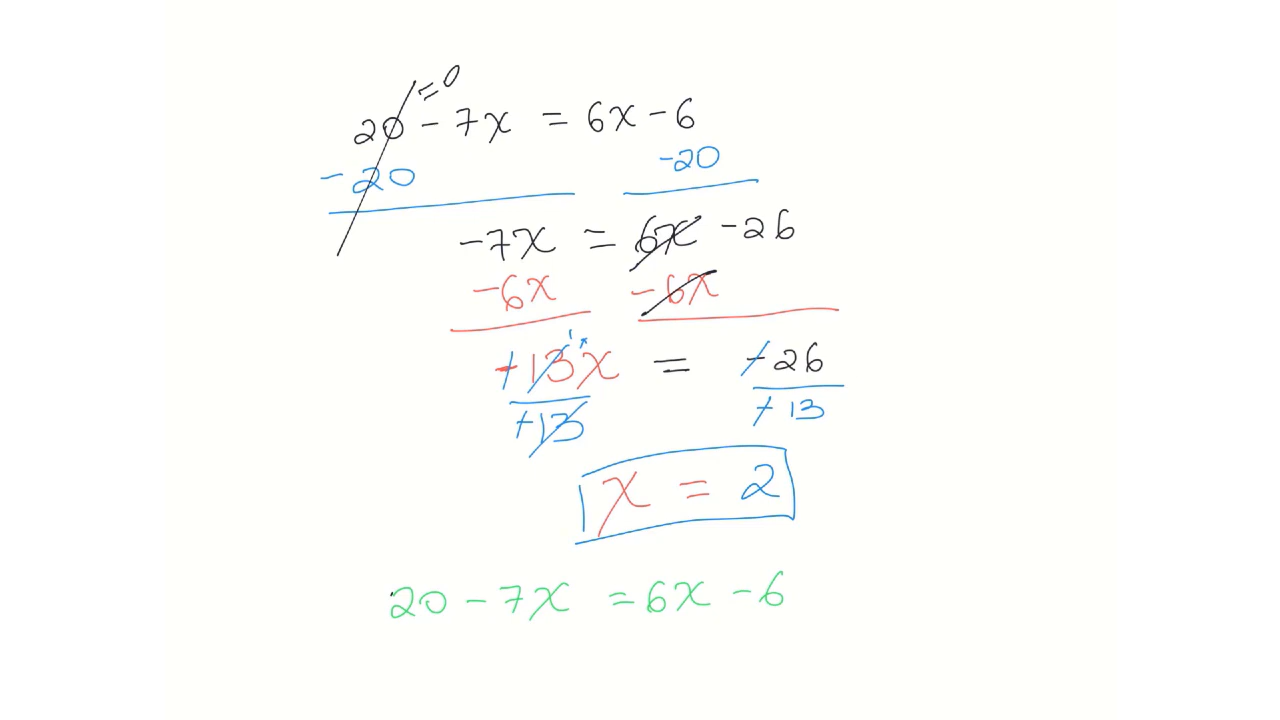 = 0
20 - 7x = 6x - 6
- 20 - 20
-7x = 6x - 26
-6x - 6x
-13x = -26
-13 -13
x = 2
20 - 7x = 6x - 6